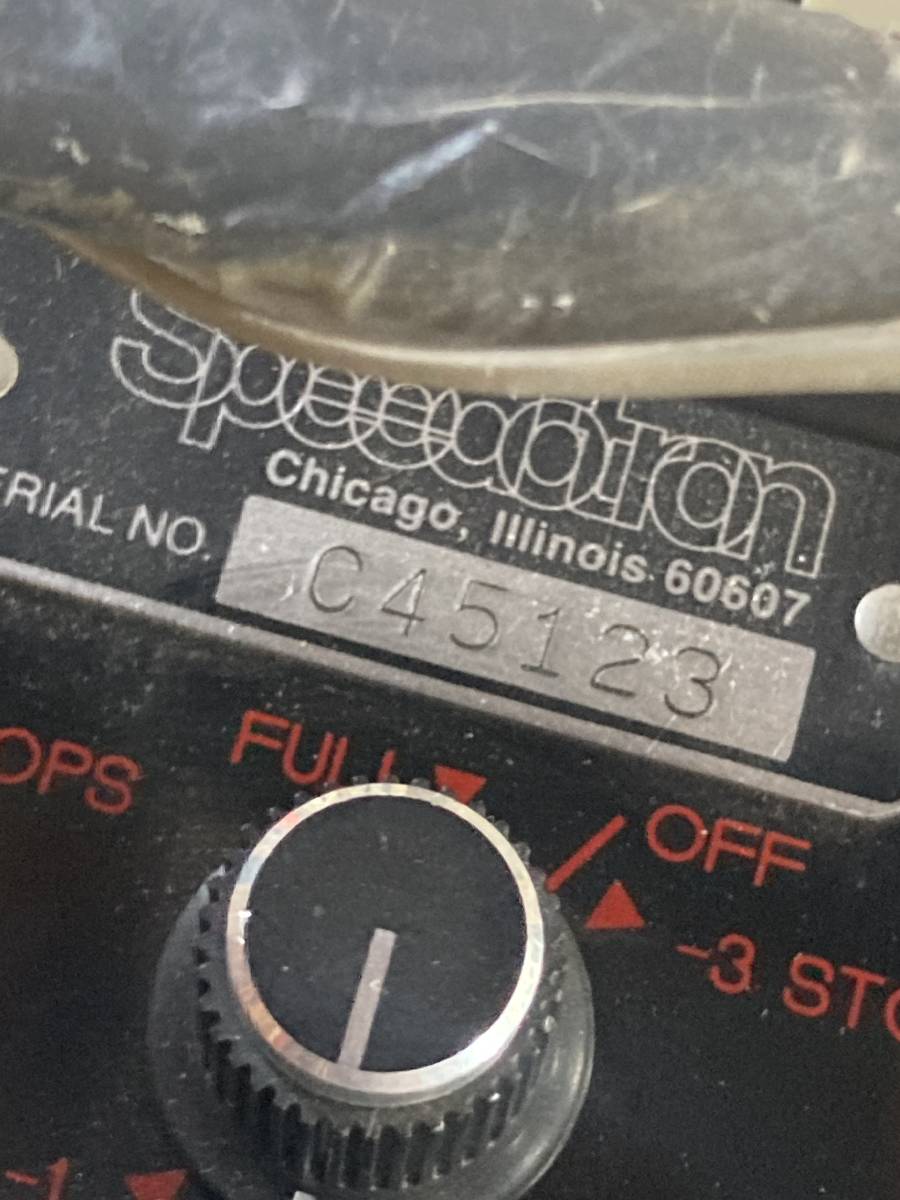 speedotron
Chicago, Illinois 60607
ERIAL NO.
C45123
OPS
FULL
OFF
-3 STO
-1